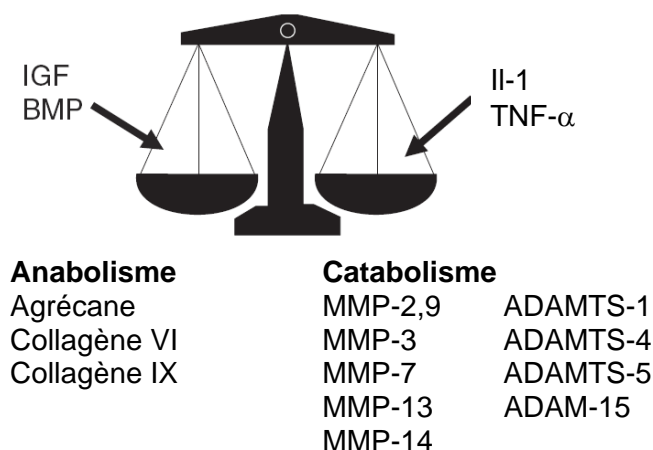 IGF
BMP
Il-1
TNF-α
Anabolisme
Agrécane
Collagène VI
Collagène IX
Catabolisme
MMP-2,9 ADAMTS-1
MMP-3 ADAMTS-4
MMP-7 ADAMTS-5
MMP-13 ADAM-15
MMP-14